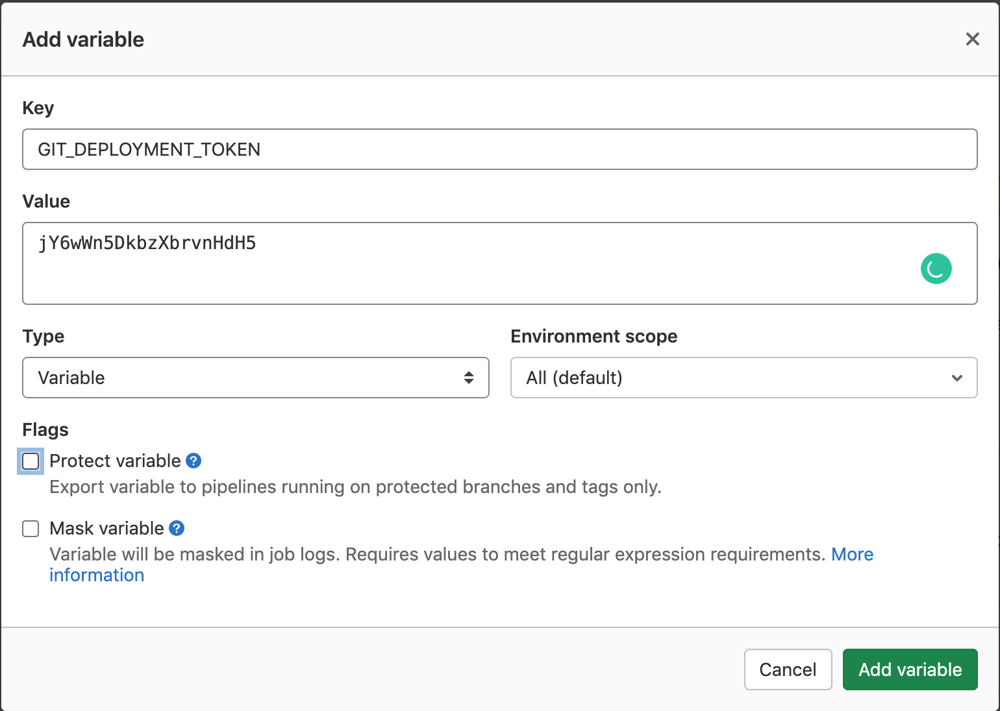 Add variable
Key
GIT_DEPLOYMENT_TOKEN
Value
jY6wWn5DkbzXbrvnHdH5
Type
Environment scope
Variable
All (default)
Flags
Protect variable ?
Export variable to pipelines running on protected branches and tags only.
Mask variable ?
Variable will be masked in job logs. Requires values to meet regular expression requirements. More
information
Cancel
Add variable